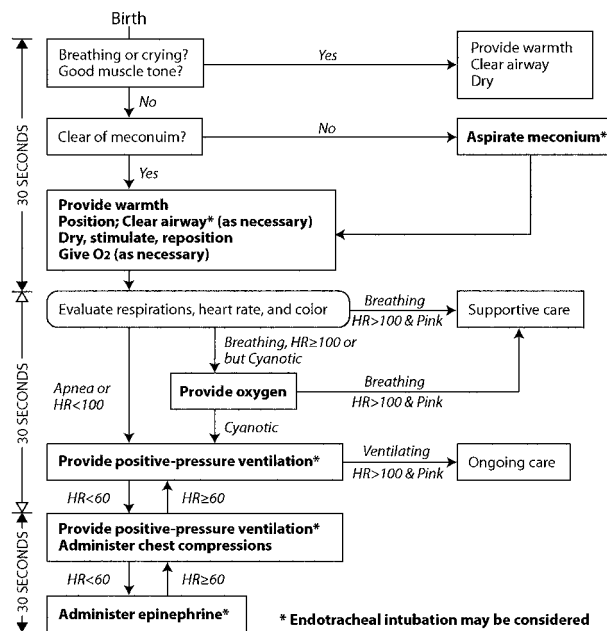 Birth
Breathing or crying?
Good muscle tone?
Yes
Provide warmth
Clear airway
Dry
No
Clear of meconuim?
No
Aspirate meconium*
Yes
Provide warmth
Position; Clear airway* (as necessary)
Dry, stimulate, reposition
Give O2 (as necessary)
30 SECONDS
Evaluate respirations, heart rate, and color
Breathing
HR>100 & Pink
Supportive care
Breathing, HR≥100 or
but Cyanotic
Apnea or
HR<100
Provide oxygen
Breathing
HR>100 & Pink
Cyanotic
30 SECONDS
Provide positive-pressure ventilation*
Ventilating
HR>100 & Pink
Ongoing care
HR<60
HR≥60
Provide positive-pressure ventilation*
Administer chest compressions
HR<60
HR≥60
30 SECONDS
Administer epinephrine*
* Endotracheal intubation may be considered